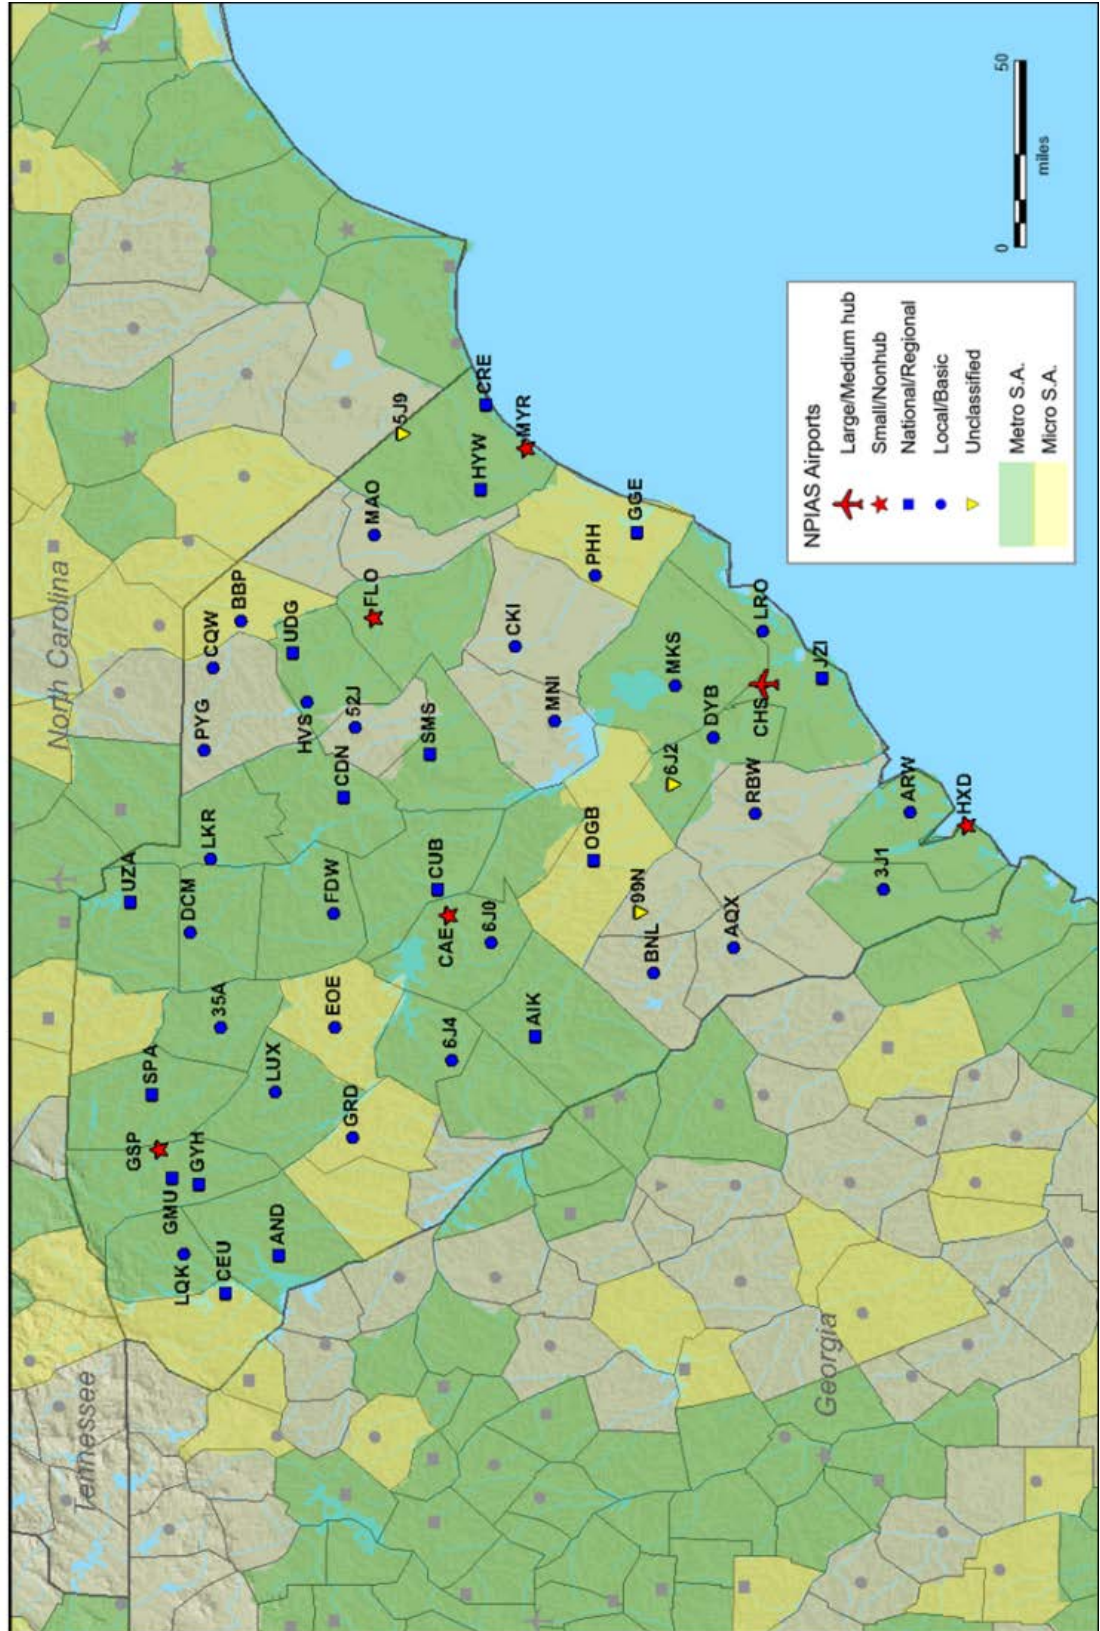 Tennessee
North Carolina
Georgia
UZA
SPA
GSP
DCM
GMU
LQK
GYH
PYG
CQW
LKR
35A
CEU
BBP
LUX
AND
UDG
HVS
FDW
EOE
CDN
52J
GRD
FLO
MAO
5J9
SMS
CUB
CAE
6J4
6J0
HYW
CRE
CKI
MYR
AIK
MNI
OGB
PHH
GGE
99N
BNL
6J2
MKS
DYB
AQX
RBW
CHS
LRO
JZI
3J1
ARW
HXD
NPIAS Airports
Large/Medium hub
Small/Nonhub
National/Regional
Local/Basic
Unclassified
Metro S.A.
Micro S.A.
0 50
miles